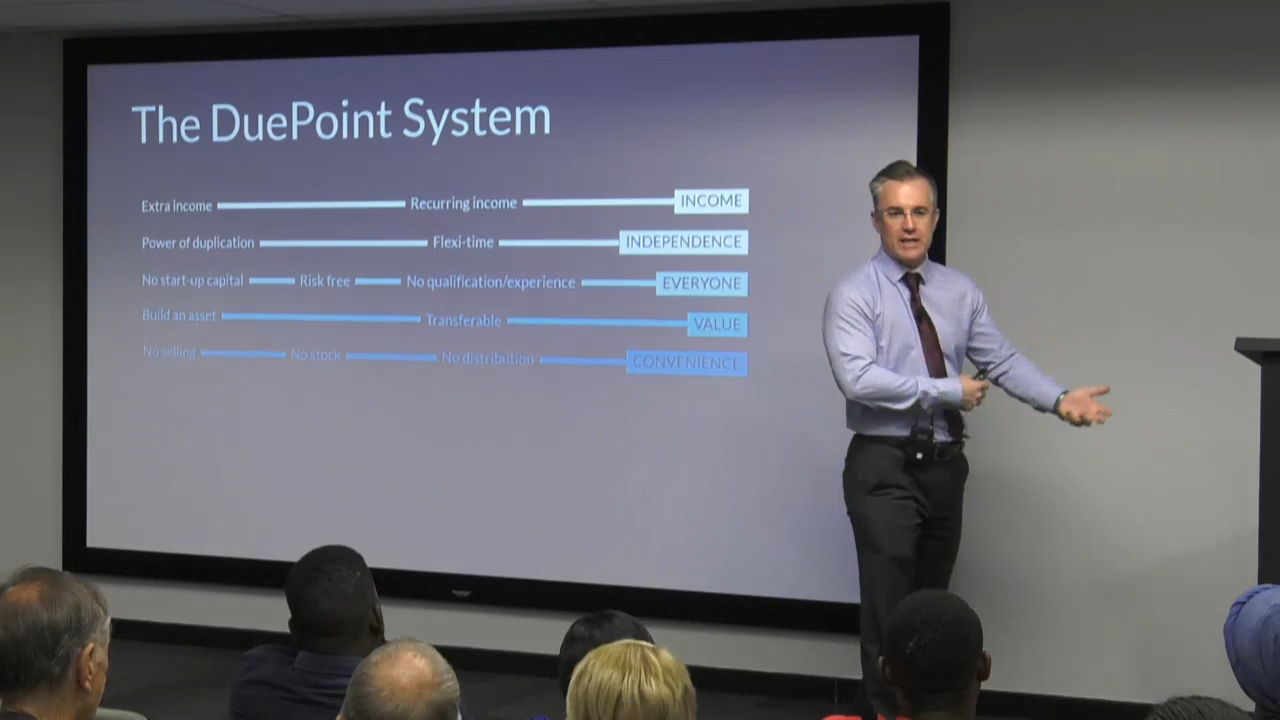 The DuePoint System
Extra income Recurring income INCOME
Power of duplication Flexi-time INDEPENDENCE
No start-up capital Risk free No qualification/experience EVERYONE
Build an asset Transferable VALUE
No selling No stock No distribution CONVENIENCE